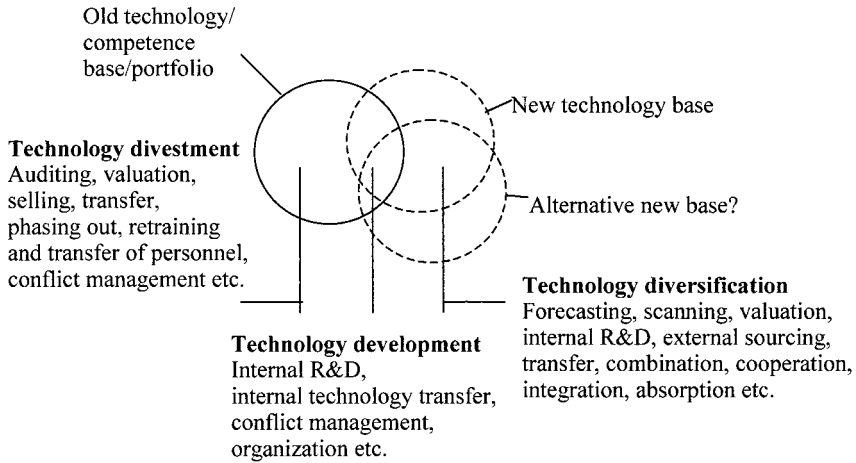 Old technology/
competence
base/portfolio
New technology base
Technology divestment
Auditing, valuation,
selling, transfer,
phasing out, retraining
and transfer of personnel,
conflict management etc.
Alternative new base?
Technology diversification
Forecasting, scanning, valuation,
internal R&D, external sourcing,
transfer, combination, cooperation,
integration, absorption etc.
Technology development
Internal R&D,
internal technology transfer,
conflict management,
organization etc.